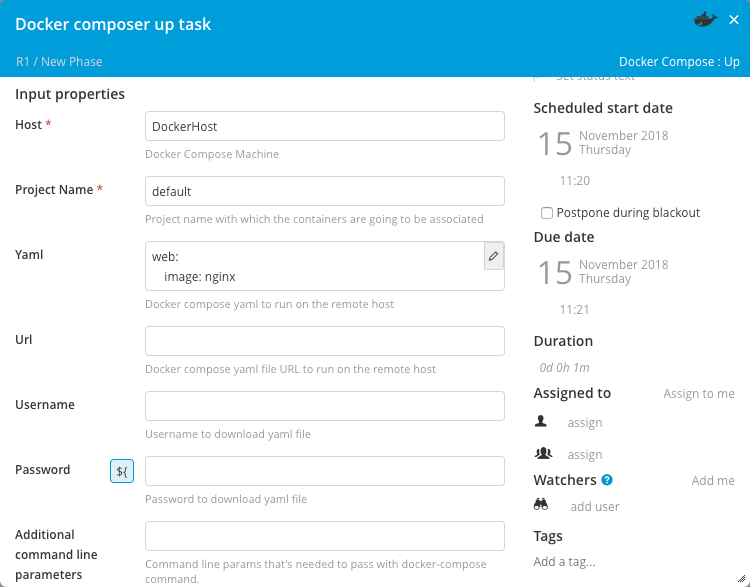 Docker composer up task
R1 / New Phase
Docker Compose : Up
Input properties
Host *
DockerHost
Docker Compose Machine
Project Name *
default
Project name with which the containers are going to be associated
Yaml
web:
image: nginx
Docker compose yaml to run on the remote host
Url
Docker compose yaml file URL to run on the remote host
Username
Username to download yaml file
Password
${
Password to download yaml file
Additional
command line
parameters
Command line params that's needed to pass with docker-compose
command.
Set status text
Scheduled start date
15
November 2018
Thursday
11:20
Postpone during blackout
Due date
15
November 2018
Thursday
11:21
Duration
0d 0h 1m
Assigned to
Assign to me
assign
assign
Watchers ?
Add me
add user
Tags
Add a tag...